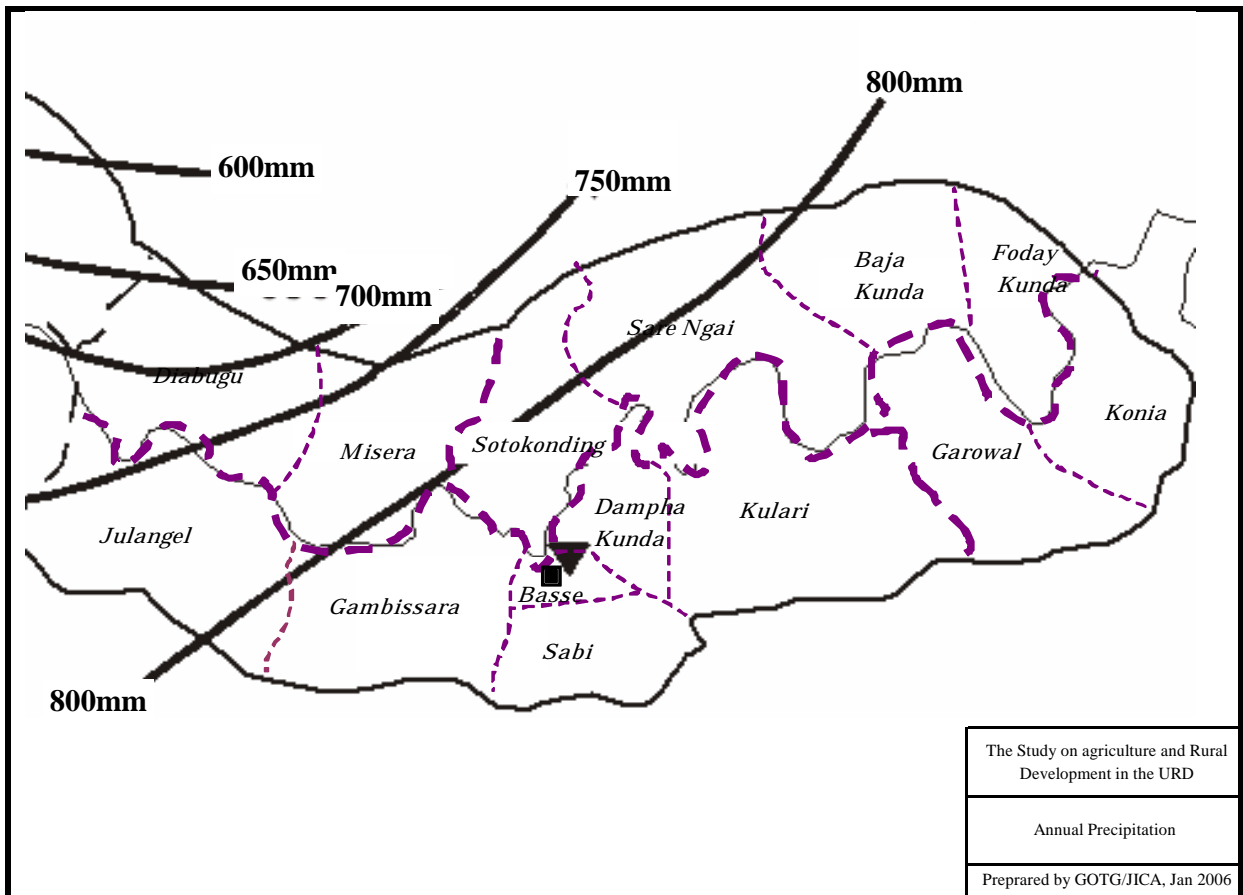 800mm
600mm
750mm
650mm
700mm
Baja
Kunda
Foday
Kunda
Sare Ngai
Diabugu
Konia
Misera
Sotokonding
Garowal
Julangel
Dampha
Kunda
Kulari
Gambissara
Basse
Sabi
800mm
The Study on agriculture and Rural
Development in the URD
Annual Precipitation
Preprared by GOTG/JICA, Jan 2006